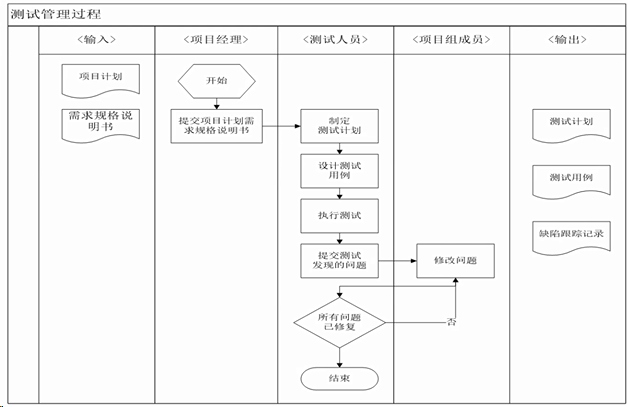 测试管理过程
<输入>
<项目经理>
<测试人员>
<项目组成员>
<输出>
项目计划
需求规格说
明书
开始
提交项目计划需
求规格说明书
制定
测试计划
设计测试
用例
执行测试
提交测试
发现的问题
修改问题
所有问题
已修复
否
结束
测试计划
测试用例
缺陷跟踪记录